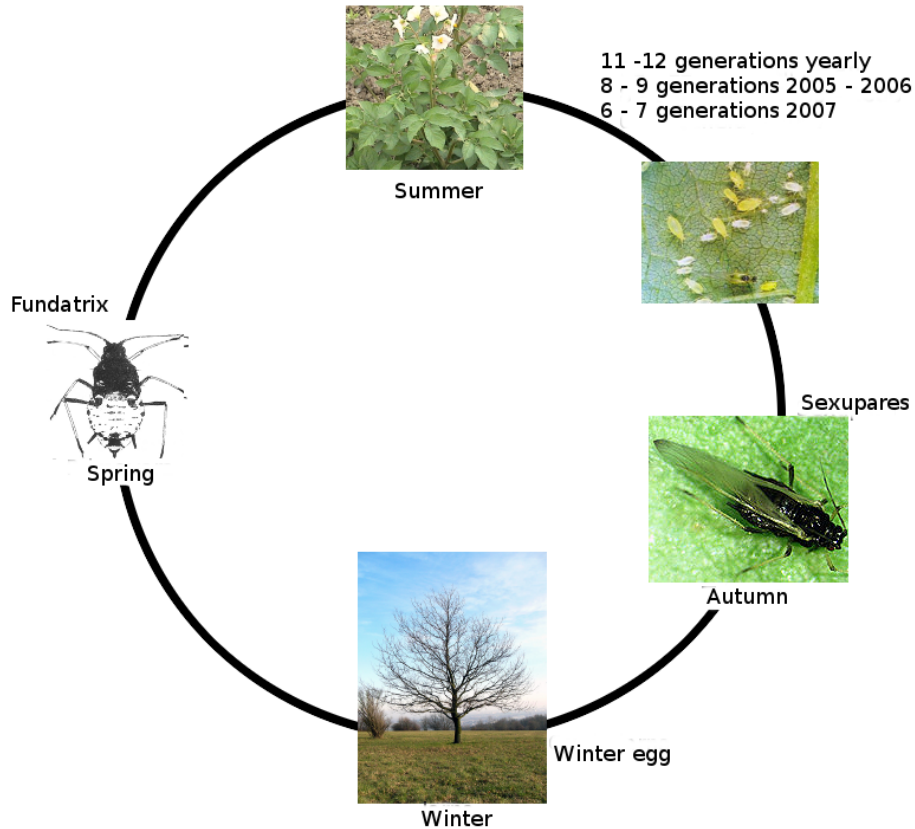 11 -12 generations yearly
8 - 9 generations 2005 - 2006
6 - 7 generations 2007
Summer
Fundatrix
Sexupares
Spring
Autumn
Winter egg
Winter